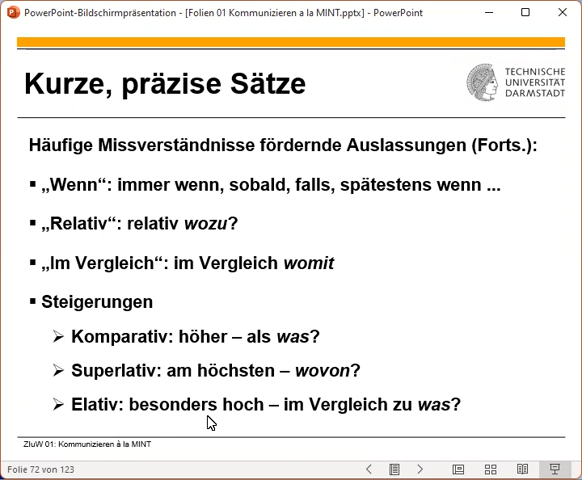 PowerPoint-Bildschirmpräsentation - [Folien 01 Kommunizieren a la MINT.pptx] - PowerPoint
Kurze, präzise Sätze
TECHNISCHE
UNIVERSITÄT
DARMSTADT
Häufige Missverständnisse fördernde Auslassungen (Forts.):
▪ „Wenn“: immer wenn, sobald, falls, spätestens wenn ...
▪ „Relativ“: relativ wozu?
▪ „Im Vergleich“: im Vergleich womit
▪ Steigerungen
➢ Komparativ: höher – als was?
➢ Superlativ: am höchsten – wovon?
➢ Elativ: besonders hoch – im Vergleich zu was?
ZIuW 01: Kommunizieren à la MINT
Folie 72 von 123